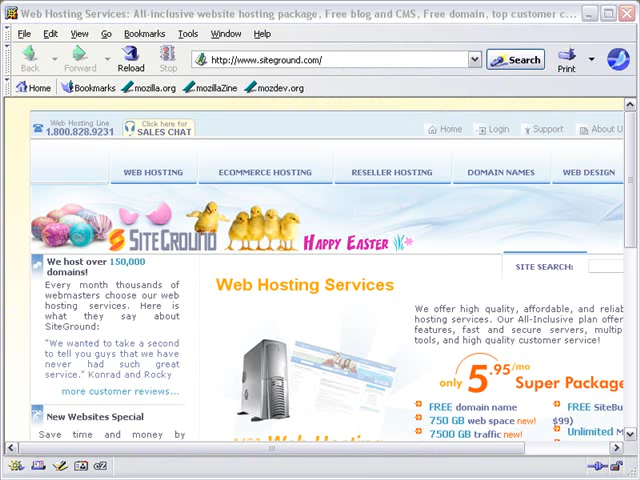 Web Hosting Services: All-inclusive website hosting package, Free blog and CMS, Free domain, top customer c...
File Edit View Go Bookmarks Tools Window Help
Back Forward Reload Stop http://www.siteground.com/ Search Print
Home Bookmarks mozilla.org mozillaZine mozdev.org
Web Hosting Line
1.800.828.9231
Click here for
SALES CHAT
Home Login Support About U
WEB HOSTING ECOMMERCE HOSTING RESELLER HOSTING DOMAIN NAMES WEB DESIGN
SITEGROUND HAPPY EASTER
SITE SEARCH:
We host over 150,000
domains!
Every month thousands of
webmasters choose our web
hosting services. Here is
what they say about
SiteGround:
"We wanted to take a second
to tell you guys that we have
never had such great
service." Konrad and Rocky
more customer reviews...
New Websites Special
Save time and money by
Web Hosting Services
We offer high quality, affordable, and reliab
hosting services. Our All-Inclusive plan offer
features, fast and secure servers, multip
tools, and high quality customer service!
only 5.95/mo Super Package
FREE domain name
750 GB web space new!
7500 GB traffic new!
FREE SiteBu
$99)
Unlimited M
Web Hosting